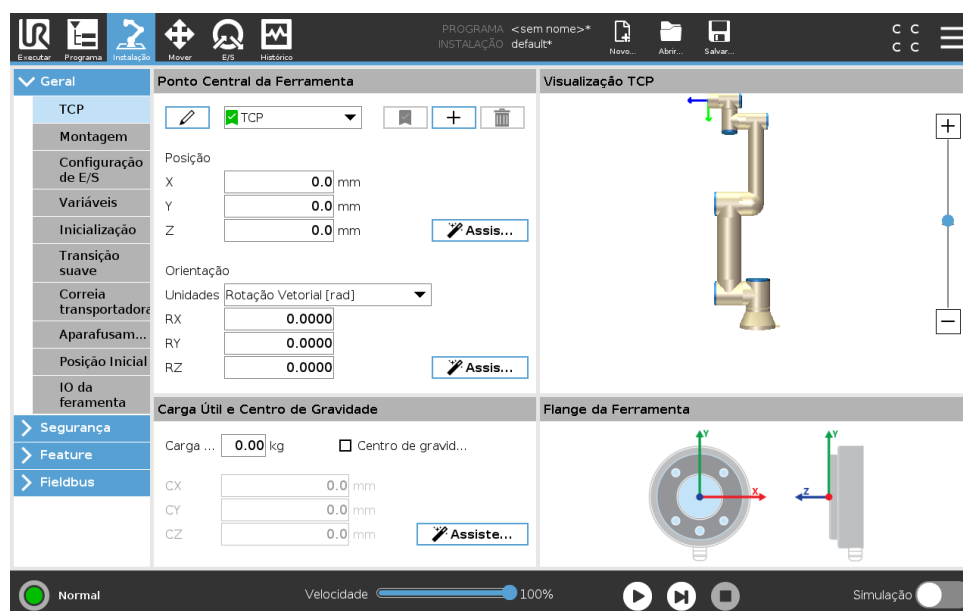 PROGRAMA <sem nome>*
INSTALAÇÃO default*
Executar
Programa
Instalação
Mover
E/S
Histórico
Novo...
Abrir...
Salvar...
C C
C C
Geral
TCP
Montagem
Configuração
de E/S
Variáveis
Inicialização
Transição
suave
Correia
transportadora
Aparafusam...
Posição Inicial
IO da
feramenta
Segurança
Feature
Fieldbus
Ponto Central da Ferramenta
TCP
Posição
X 0.0 mm
Y 0.0 mm
Z 0.0 mm
Assis...
Orientação
Unidades Rotação Vetorial [rad]
RX 0.0000
RY 0.0000
RZ 0.0000
Assis...
Carga Útil e Centro de Gravidade
Carga ... 0.00 kg Centro de gravid...
CX 0.0 mm
CY 0.0 mm
CZ 0.0 mm
Assiste...
Visualização TCP
Flange da Ferramenta
Y
X
Y
Z
Normal
Velocidade 100%
Simulação